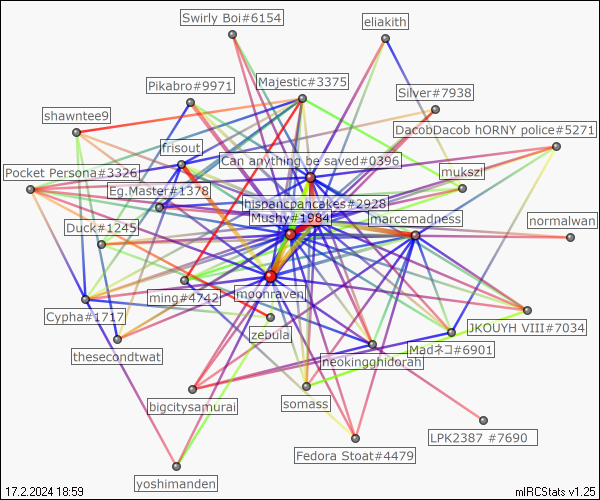 Swirly Boi#6154
eliakith
Pikabro#9971
Majestic#3375
Silver#7938
shawntee9
DacobDacob hORNY police#5271
frisout
Can anything be saved#0396
Pocket Persona#3326
mukszl
Eg.Master#1378
hispancpancakes#2928
Mushy#1984
marcemadness
normalwan
Duck#1245
ming#4742
moonraven
Cypha#1717
zebula
JKOUYH VIII#7034
thesecondtwat
neokingghidorah
Madネコ#6901
bigcitysamurai
somass
LPK2387 #7690
Fedora Stoat#4479
yoshimanden
17.2.2024 18:59
mIRCStats v1.25